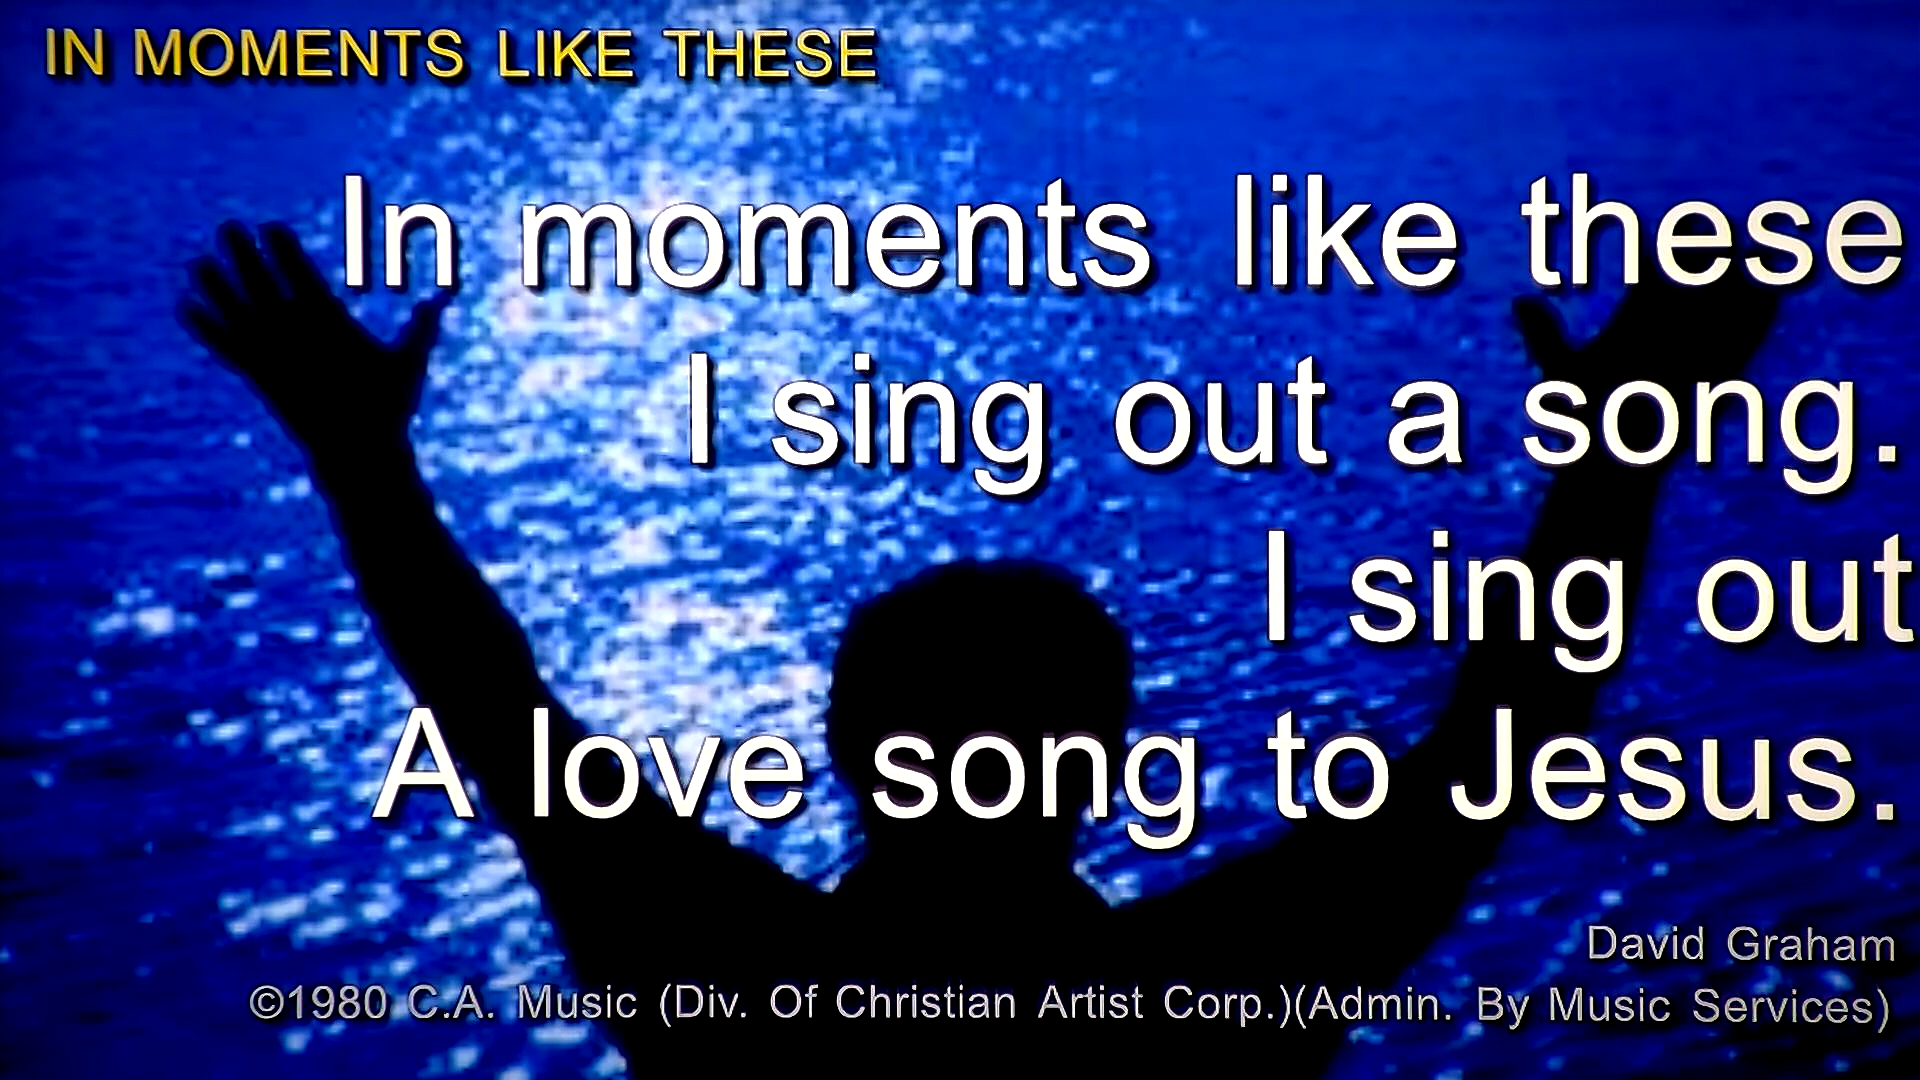 IN MOMENTS LIKE THESE
In moments like these
I sing out a song.
I sing out
A love song to Jesus.
David Graham
©1980 C.A. Music (Div. Of Christian Artist Corp.)(Admin. By Music Services)